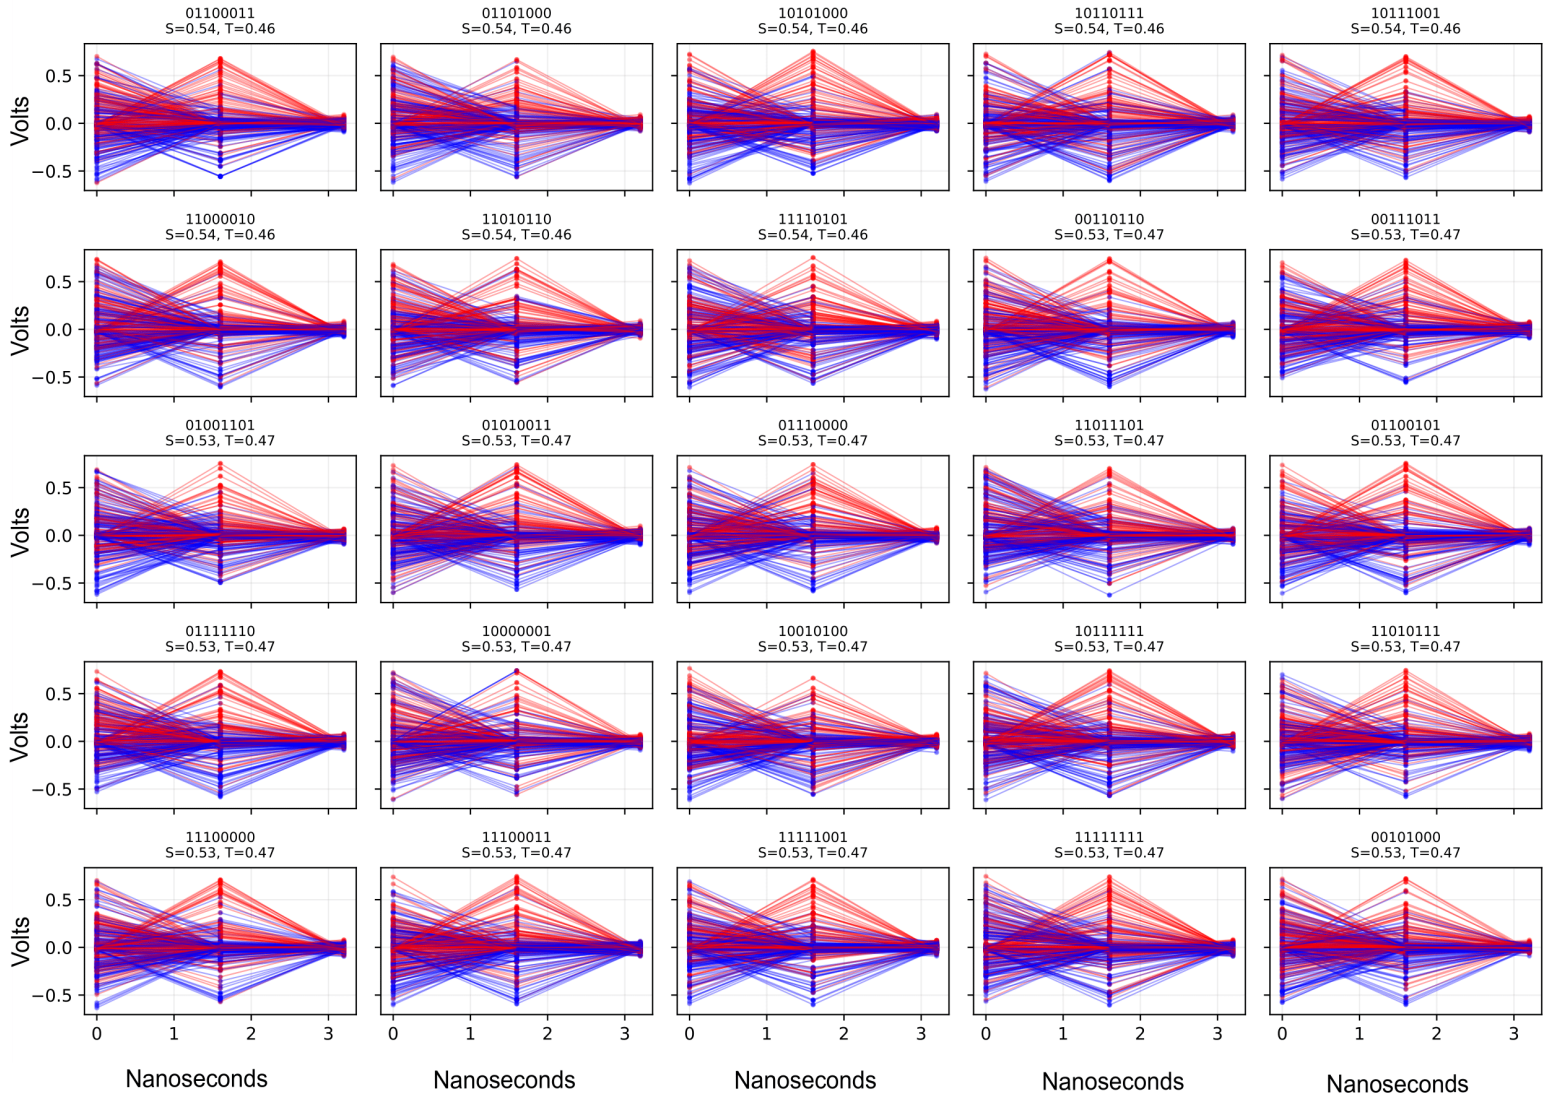 01100011 01101000 10101000 10110111 10111001
S=0.54, T=0.46 S=0.54, T=0.46 S=0.54, T=0.46 S=0.54, T=0.46 S=0.54, T=0.46
Volts
0.5
0.0
−0.5
11000010 11010110 11110101 00110110 00111011
S=0.54, T=0.46 S=0.54, T=0.46 S=0.54, T=0.46 S=0.53, T=0.47 S=0.53, T=0.47
Volts
0.5
0.0
−0.5
01001101 01010011 01110000 11011101 01100101
S=0.53, T=0.47 S=0.53, T=0.47 S=0.53, T=0.47 S=0.53, T=0.47 S=0.53, T=0.47
Volts
0.5
0.0
−0.5
01111110 10000001 10010100 10111111 11010111
S=0.53, T=0.47 S=0.53, T=0.47 S=0.53, T=0.47 S=0.53, T=0.47 S=0.53, T=0.47
Volts
0.5
0.0
−0.5
11100000 11100011 11111001 11111111 00101000
S=0.53, T=0.47 S=0.53, T=0.47 S=0.53, T=0.47 S=0.53, T=0.47 S=0.53, T=0.47
Volts
0.5
0.0
−0.5
0 1 2 3 0 1 2 3 0 1 2 3 0 1 2 3 0 1 2 3
Nanoseconds Nanoseconds Nanoseconds Nanoseconds Nanoseconds